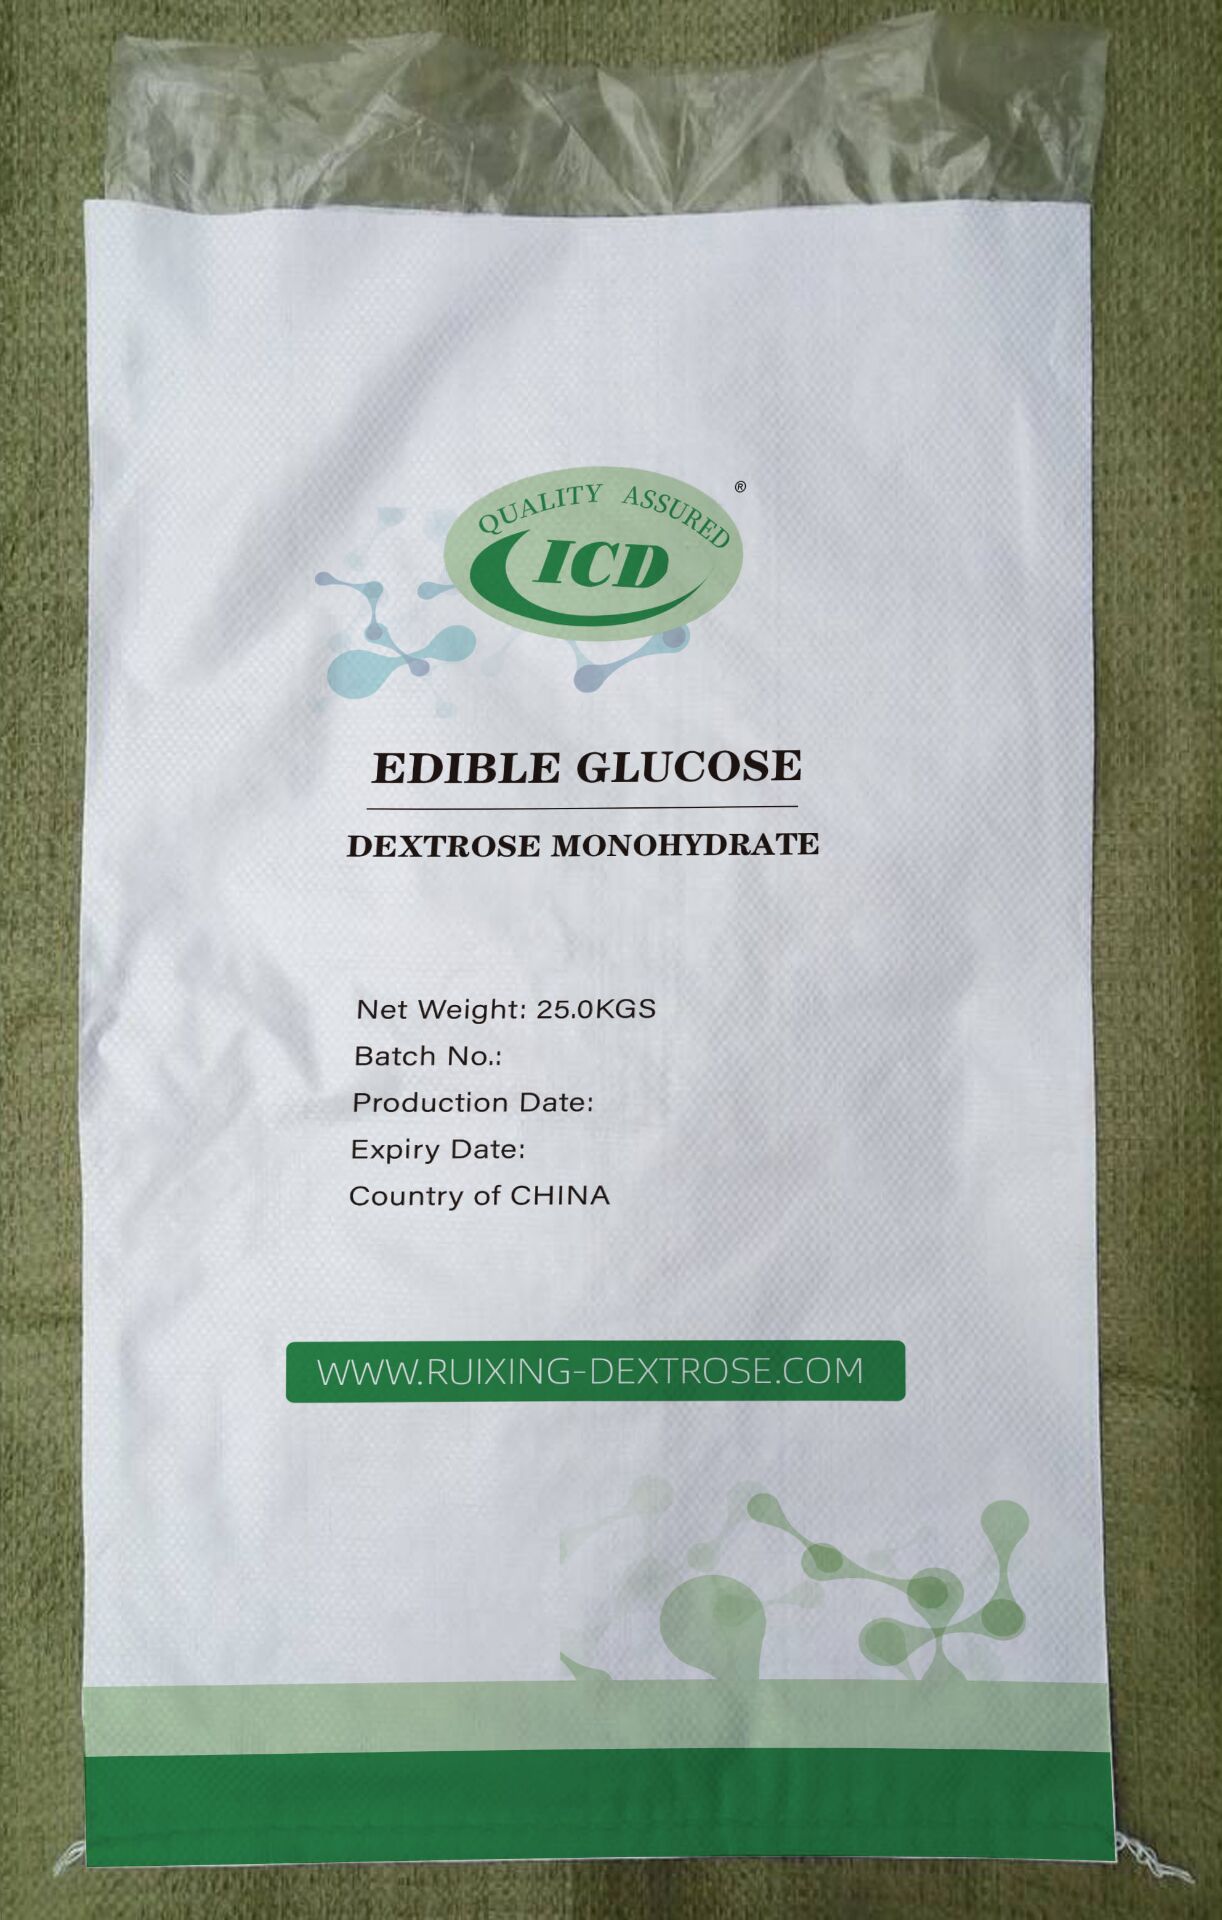 QUALITY ASSURED
®
ICD
EDIBLE GLUCOSE
DEXTROSE MONOHYDRATE
Net Weight: 25.0KGS
Batch No.:
Production Date:
Expiry Date:
Country of CHINA
WWW.RUIXING-DEXTROSE.COM